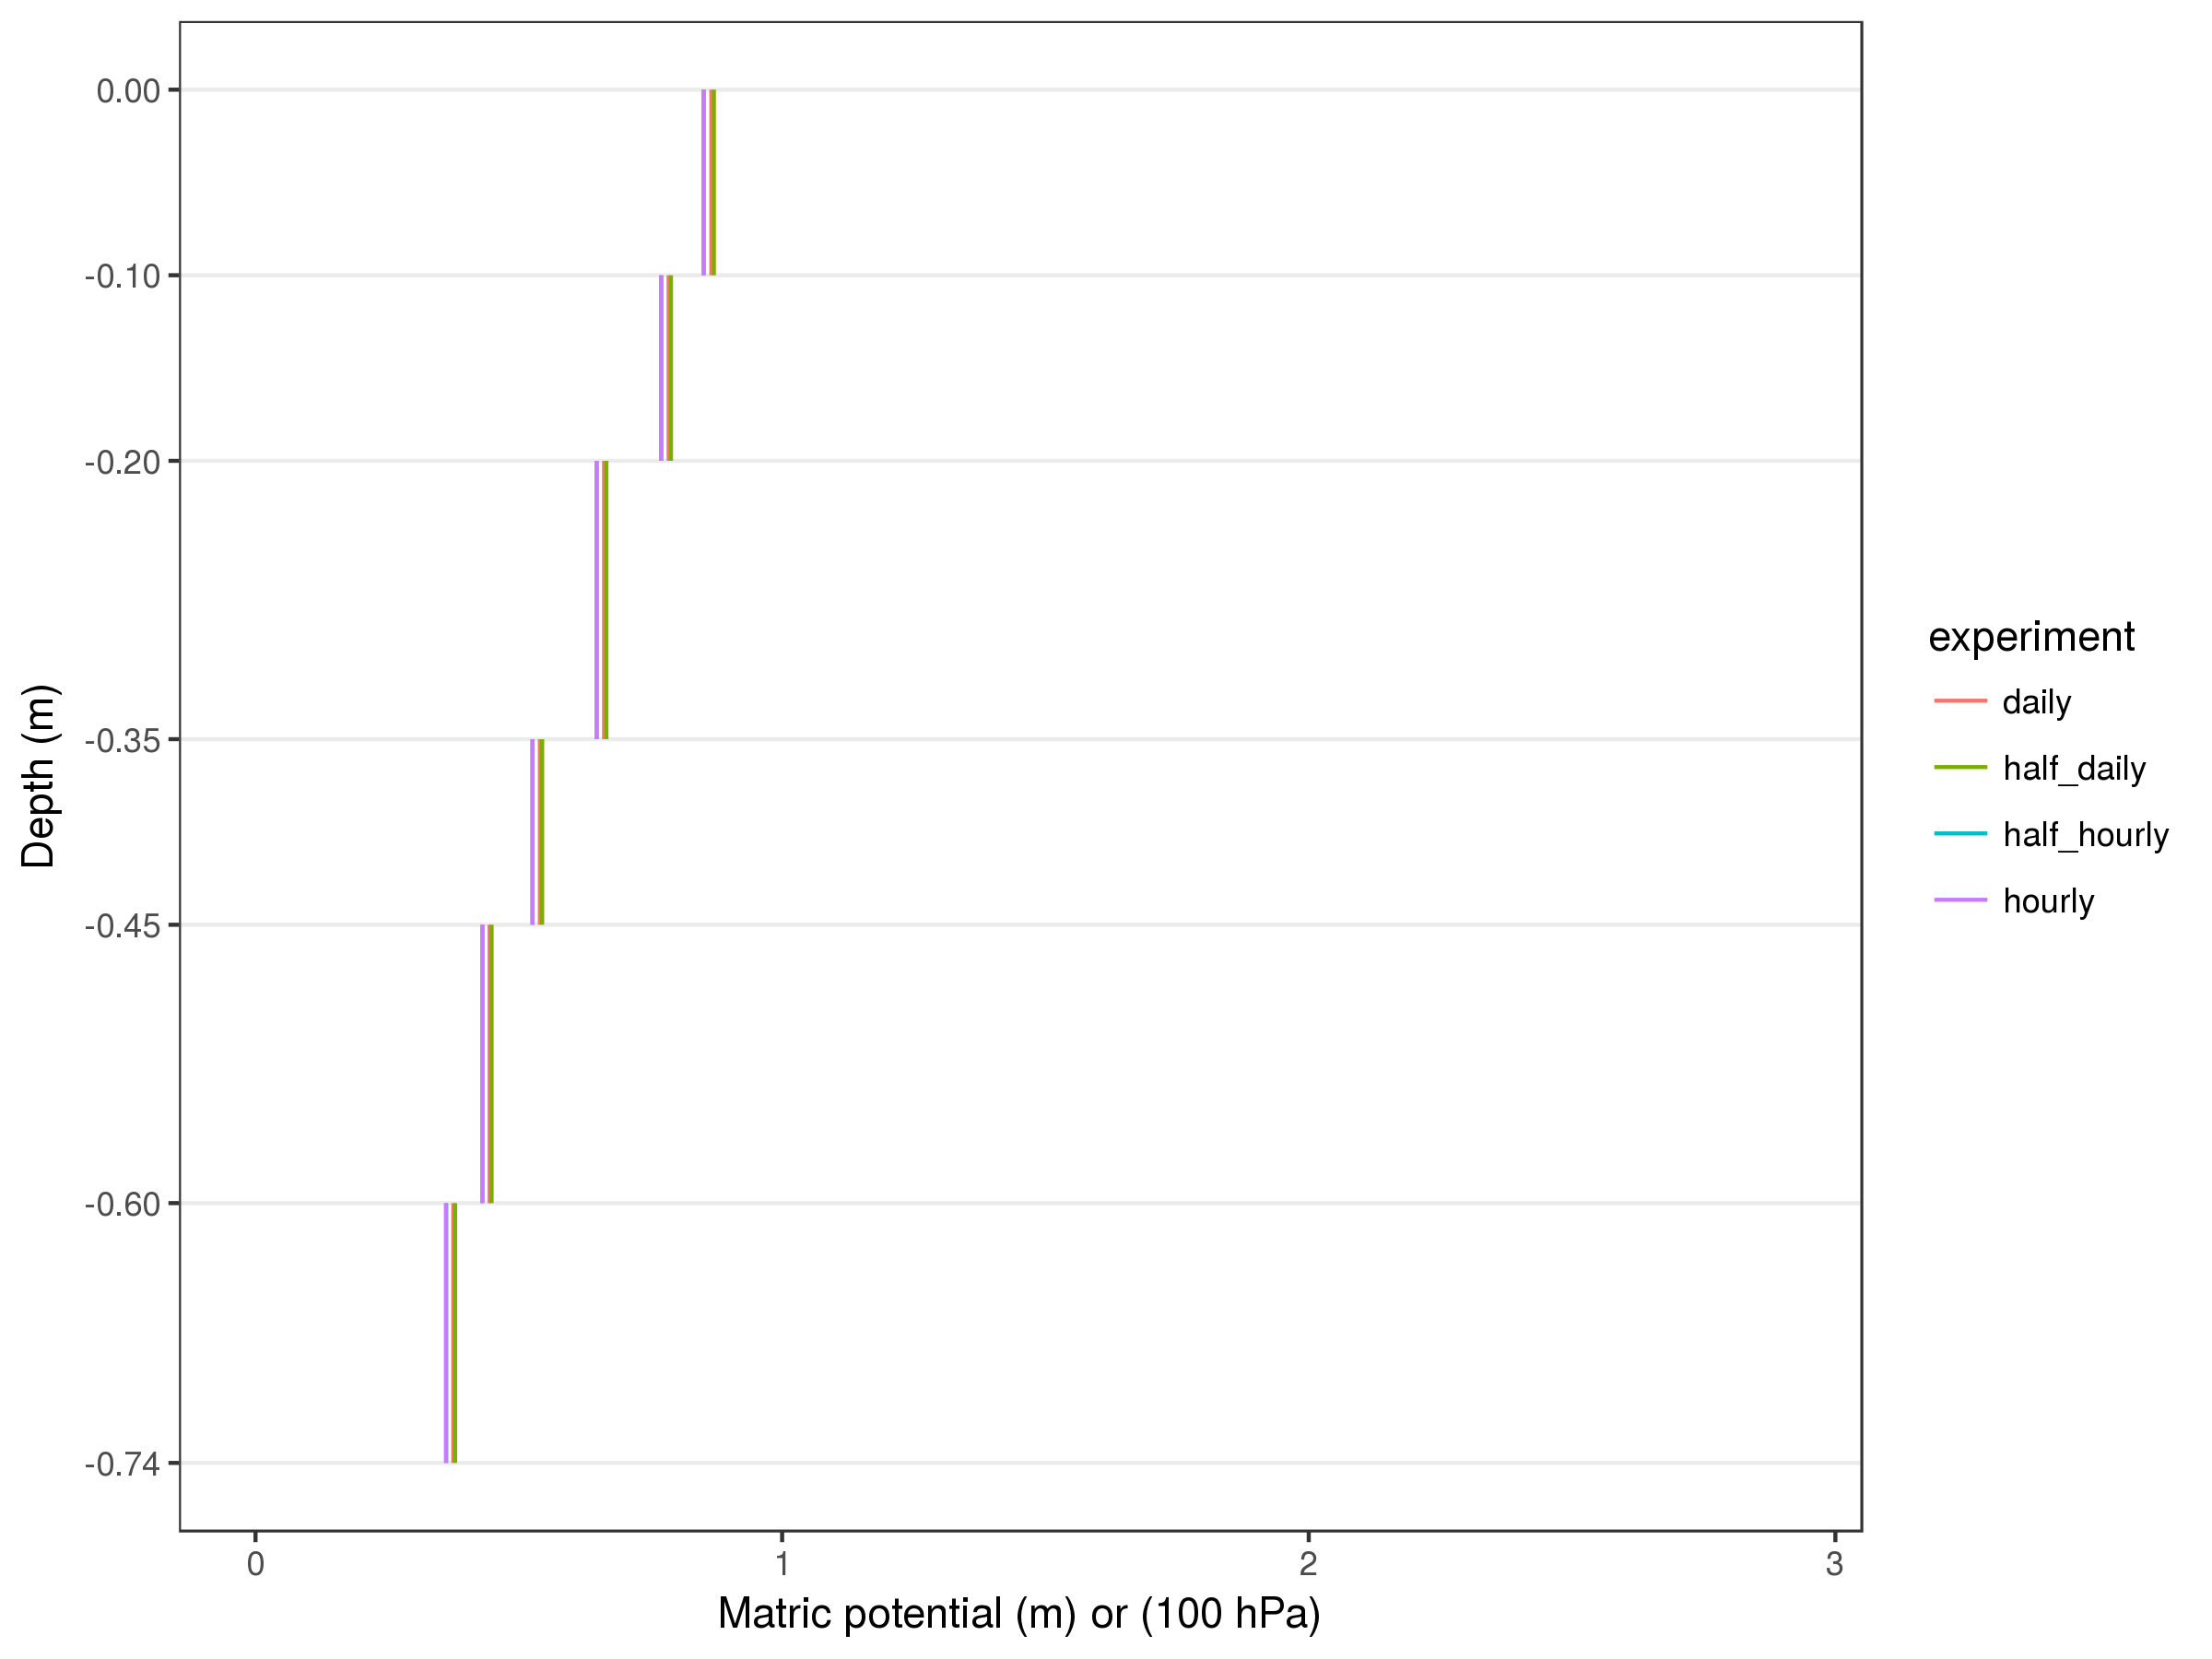 0.00
-0.10
-0.20
-0.35
-0.45
-0.60
-0.74
Depth (m)
0 1 2 3
Matric potential (m) or (100 hPa)
experiment
daily
half_daily
half_hourly
hourly